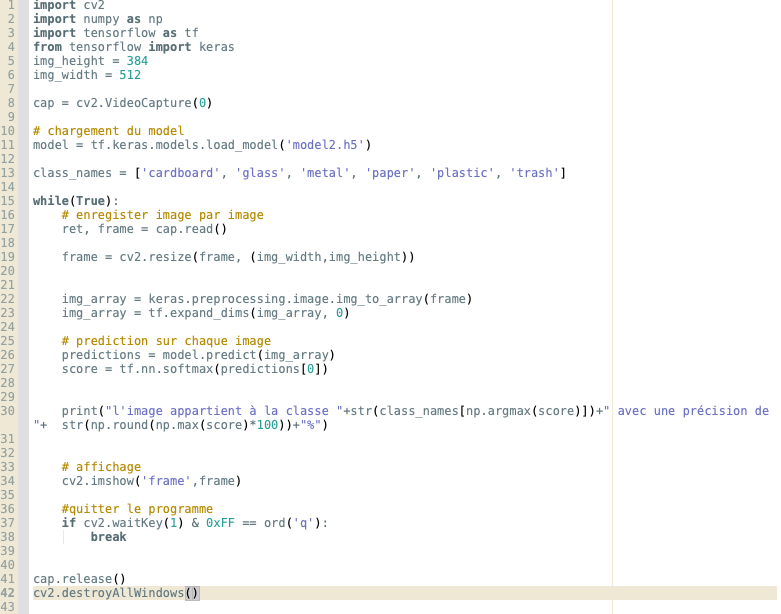 1 import cv2
2 import numpy as np
3 import tensorflow as tf
4 from tensorflow import keras
5 img_height = 384
6 img_width = 512
7
8 cap = cv2.VideoCapture(0)
9
10 # chargement du model
11 model = tf.keras.models.load_model('model2.h5')
12
13 class_names = ['cardboard', 'glass', 'metal', 'paper', 'plastic', 'trash']
14
15 while(True):
16     # enregister image par image
17     ret, frame = cap.read()
18
19     frame = cv2.resize(frame, (img_width,img_height))
20
21
22     img_array = keras.preprocessing.image.img_to_array(frame)
23     img_array = tf.expand_dims(img_array, 0)
24
25     # prediction sur chaque image
26     predictions = model.predict(img_array)
27     score = tf.nn.softmax(predictions[0])
28
29
30     print("l'image appartient à la classe "+str(class_names[np.argmax(score)])+" avec une précision de
"+  str(np.round(np.max(score)*100))+"%")
31
32
33     # affichage
34     cv2.imshow('frame',frame)
35
36     #quitter le programme
37     if cv2.waitKey(1) & 0xFF == ord('q'):
38         break
39
40
41 cap.release()
42 cv2.destroyAllWindows()
43